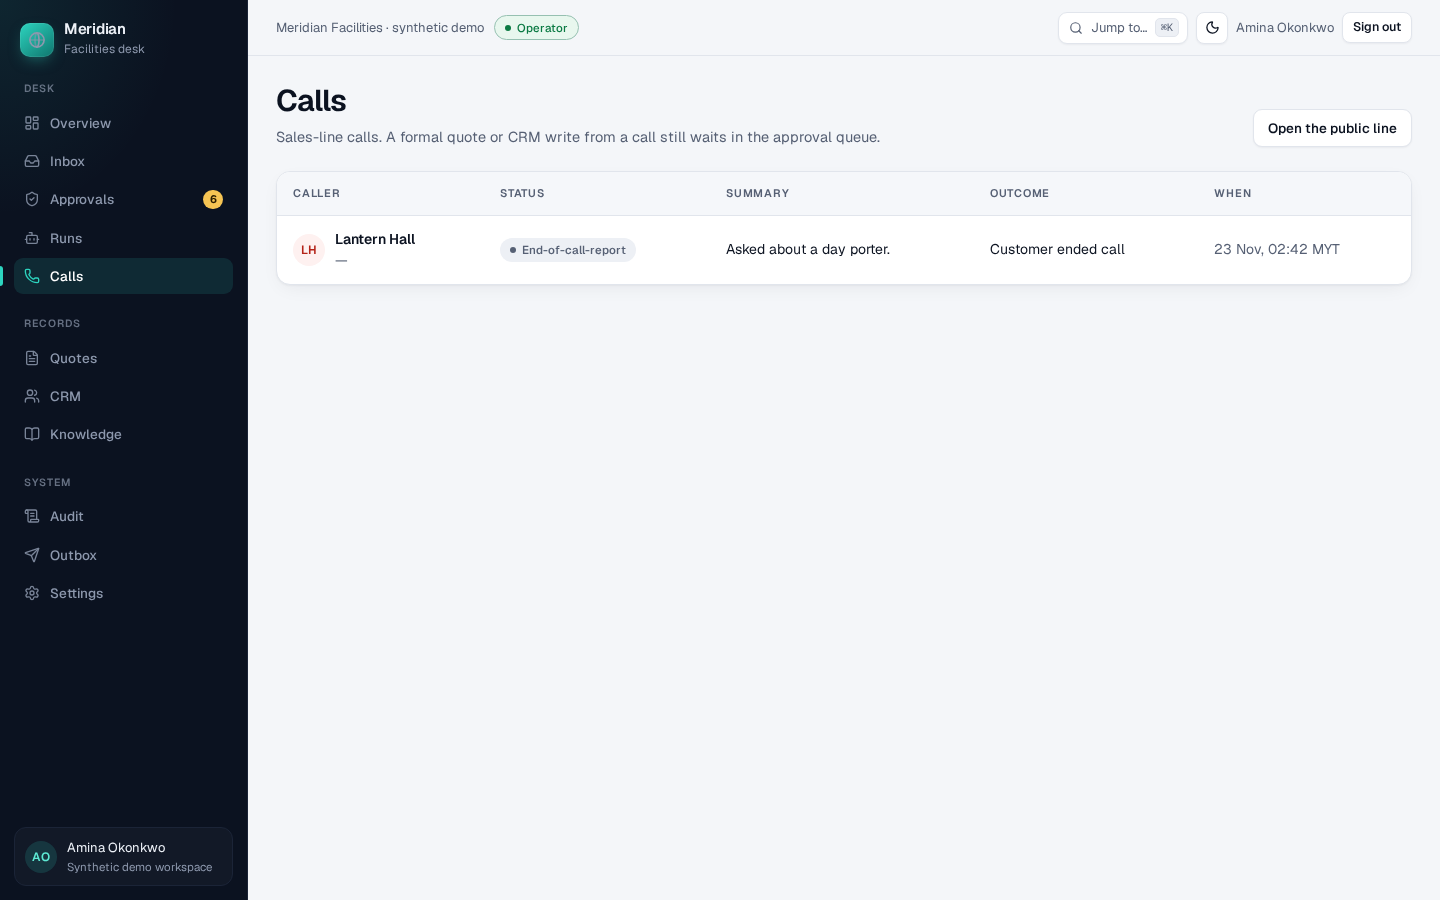 Meridian
Facilities desk
DESK
Overview
Inbox
Approvals 6
Runs
Calls
RECORDS
Quotes
CRM
Knowledge
SYSTEM
Audit
Outbox
Settings
AO Amina Okonkwo
Synthetic demo workspace
Meridian Facilities · synthetic demo Operator Jump to... ⌘K Amina Okonkwo Sign out
Calls
Sales-line calls. A formal quote or CRM write from a call still waits in the approval queue.
Open the public line
CALLER STATUS SUMMARY OUTCOME WHEN
LH Lantern Hall End-of-call-report Asked about a day porter. Customer ended call 23 Nov, 02:42 MYT
—